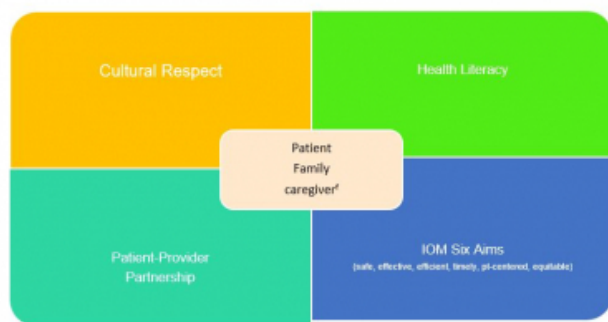 Cultural Respect
Health Literacy
Patient
Family
caregiver
Patient-Provider
Partnership
IOM Six Aims
(safe, effective, efficient, timely, pt-centered, equitable)